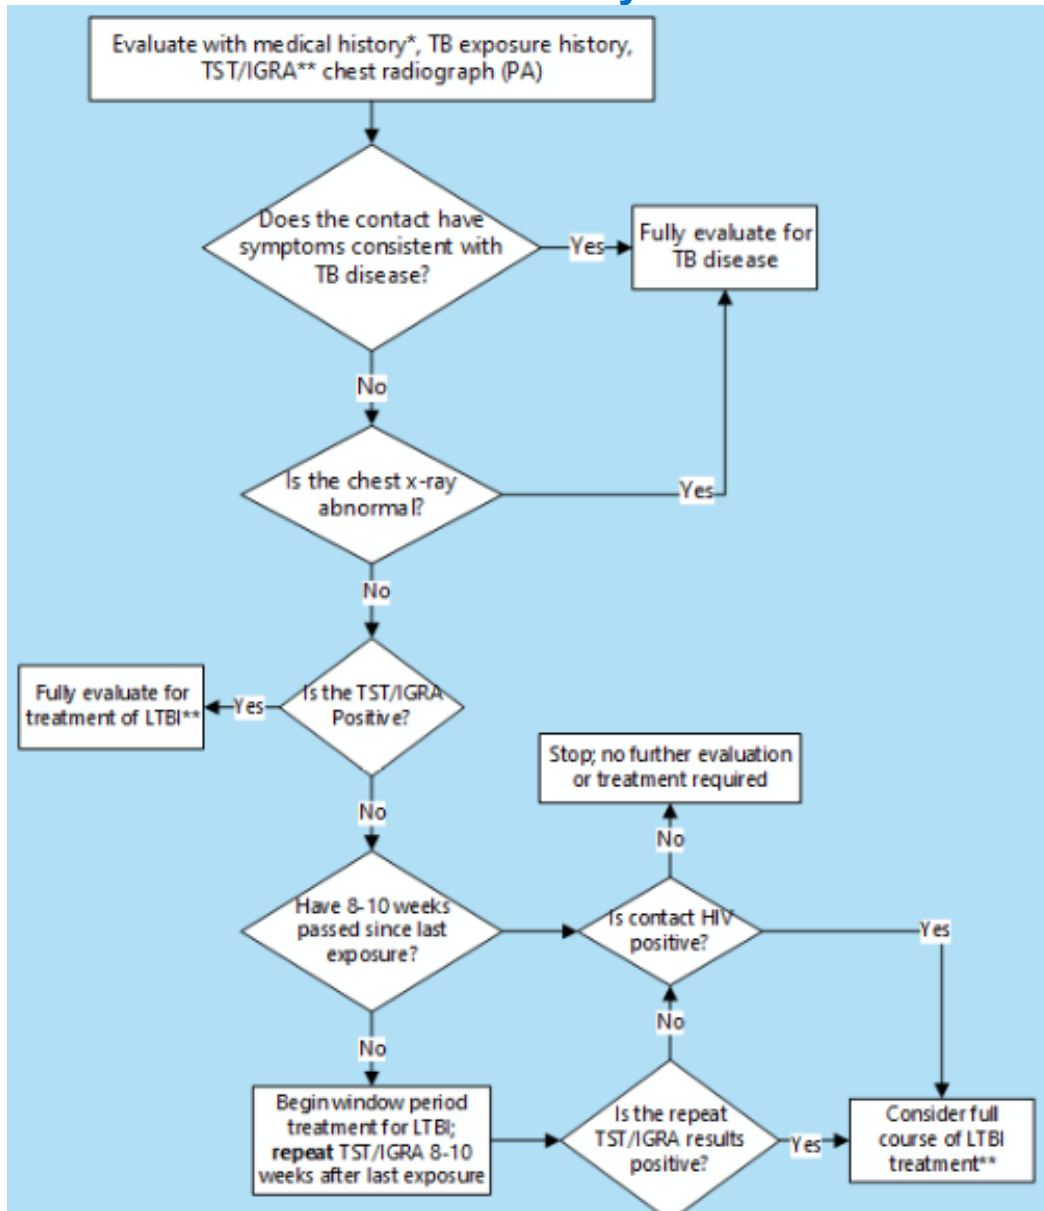 Evaluate with medical history*, TB exposure history,
TST/IGRA** chest radiograph (PA)
Does the contact have
symptoms consistent with
TB disease?
Yes
Fully evaluate for
TB disease
No
Is the chest x-ray
abnormal?
Yes
No
Is the TST/IGRA
Positive?
Yes
Fully evaluate for
treatment of LTBI**
No
Stop; no further evaluation
or treatment required
No
Have 8-10 weeks
passed since last
exposure?
Is contact HIV
positive?
Yes
No
No
Begin window period
treatment for LTBI;
repeat TST/IGRA 8-10
weeks after last exposure
Is the repeat
TST/IGRA results
positive?
Yes
Consider full
course of LTBI
treatment**